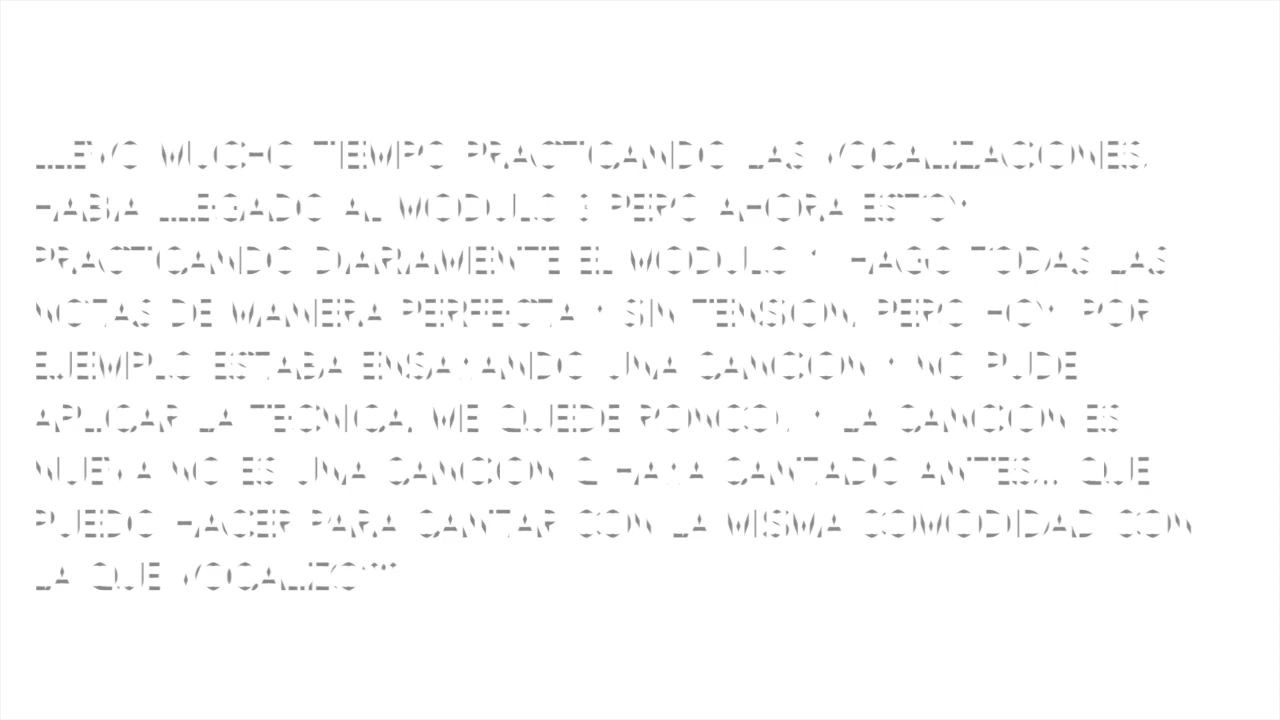 LLEVO MUCHO TIEMPO PRACTICANDO LAS VOCALIZACIONES,
HABIA LLEGADO AL MODULO PERO AHORA ESTOY
PRACTICANDO DIARIAMENTE EL MODULO HAGO TODAS LAS
NOTAS DE MANERA PERFECTA Y SIN TENSION, PERO HOY POR
EJEMPLO ESTABA ENSAYANDO UNA CANCION Y NO PUDE
APLICAR LA TECNICA, ME QUEDE RONCO!, Y LA CANCION ES
NUEVA NO ES UNA CANCION Q HAYA CANTADO ANTES... QUE
PUEDO HACER PARA CANTAR CON LA MISMA COMODIDAD CON
LA QUE VOCALIZO